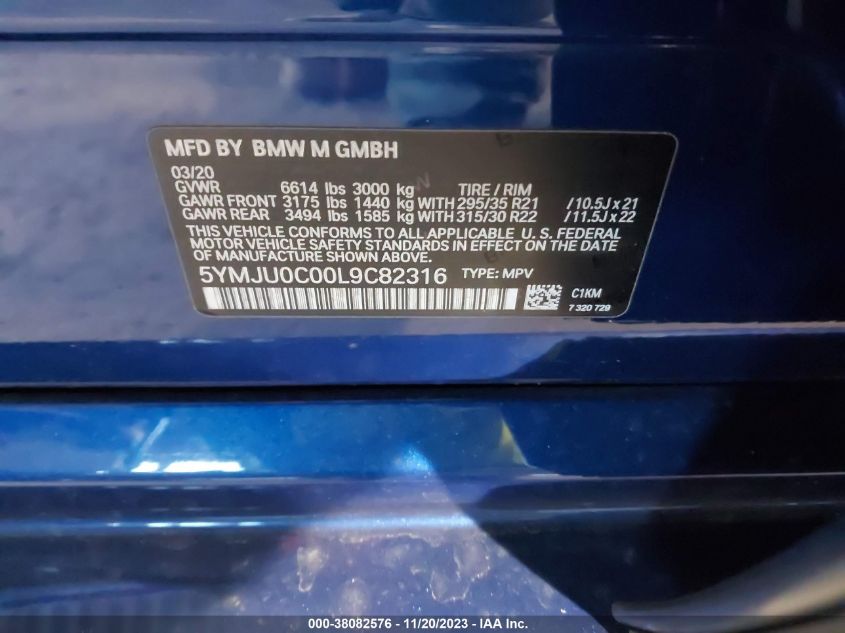 MFD BY BMW M GMBH
03/20
GVWR 6614 lbs 3000 kg TIRE / RIM
GAWR FRONT 3175 lbs 1440 kg WITH 295/35 R21 / 10.5J x 21
GAWR REAR 3494 lbs 1585 kg WITH 315/30 R22 / 11.5J x 22
THIS VEHICLE CONFORMS TO ALL APPLICABLE U. S. FEDERAL
MOTOR VEHICLE SAFETY STANDARDS IN EFFECT ON THE DATE
OF MANUFACTURE SHOWN ABOVE.
5YMJU0C00L9C82316 TYPE: MPV
C1KM
7 320 729
000-38082576 - 11/20/2023 - IAA Inc.